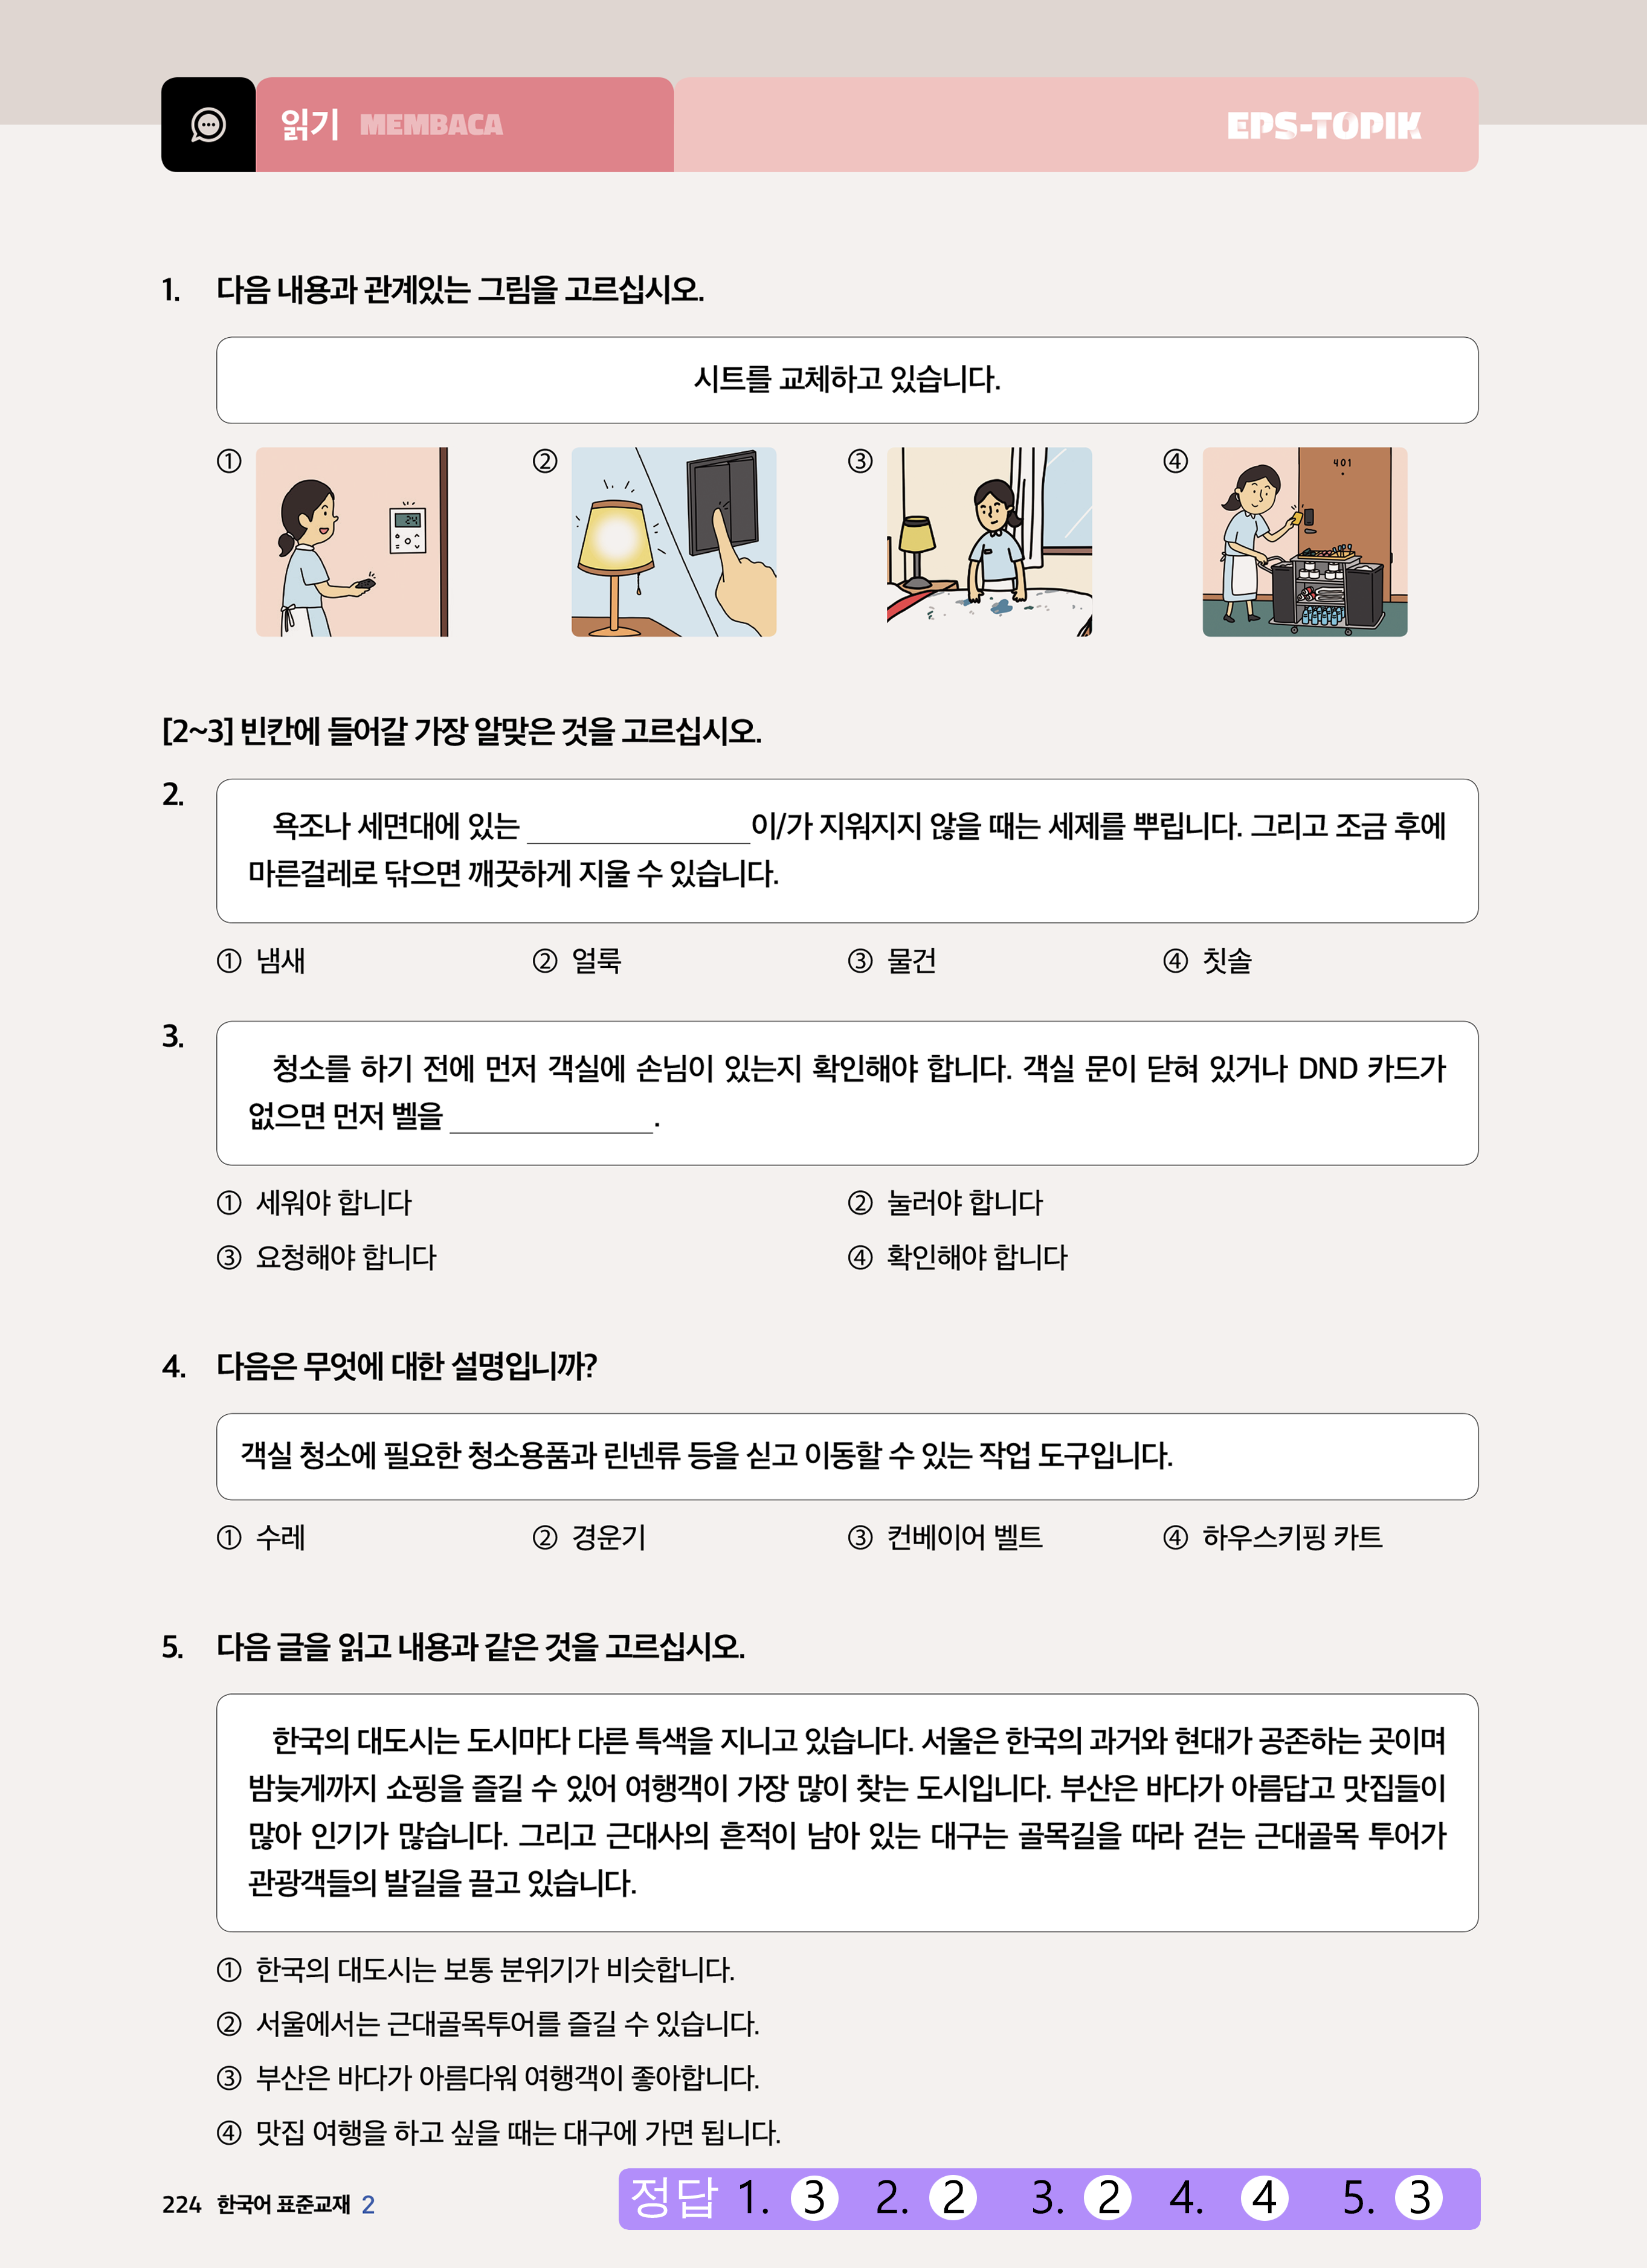 읽기 MEMBACA EPS-TOPIK
1. 다음 내용과 관계있는 그림을 고르십시오.
시트를 교체하고 있습니다.
① ② ③ ④
24
401
[2~3] 빈칸에 들어갈 가장 알맞은 것을 고르십시오.
2. 욕조나 세면대에 있는 ______________이/가 지워지지 않을 때는 세제를 뿌립니다. 그리고 조금 후에
마른걸레로 닦으면 깨끗하게 지울 수 있습니다.
① 냄새 ② 얼룩 ③ 물건 ④ 칫솔
3. 청소를 하기 전에 먼저 객실에 손님이 있는지 확인해야 합니다. 객실 문이 닫혀 있거나 DND 카드가
없으면 먼저 벨을 ______________.
① 세워야 합니다 ② 눌러야 합니다
③ 요청해야 합니다 ④ 확인해야 합니다
4. 다음은 무엇에 대한 설명입니까?
객실 청소에 필요한 청소용품과 린넨류 등을 싣고 이동할 수 있는 작업 도구입니다.
① 수레 ② 경운기 ③ 컨베이어 벨트 ④ 하우스키핑 카트
5. 다음 글을 읽고 내용과 같은 것을 고르십시오.
한국의 대도시는 도시마다 다른 특색을 지니고 있습니다. 서울은 한국의 과거와 현대가 공존하는 곳이며
밤늦게까지 쇼핑을 즐길 수 있어 여행객이 가장 많이 찾는 도시입니다. 부산은 바다가 아름답고 맛집들이
많아 인기가 많습니다. 그리고 근대사의 흔적이 남아 있는 대구는 골목길을 따라 걷는 근대골목 투어가
관광객들의 발길을 끌고 있습니다.
① 한국의 대도시는 보통 분위기가 비슷합니다.
② 서울에서는 근대골목투어를 즐길 수 있습니다.
③ 부산은 바다가 아름다워 여행객이 좋아합니다.
④ 맛집 여행을 하고 싶을 때는 대구에 가면 됩니다.
224 한국어 표준교재 2
정답 1. 3 2. 2 3. 2 4. 4 5. 3